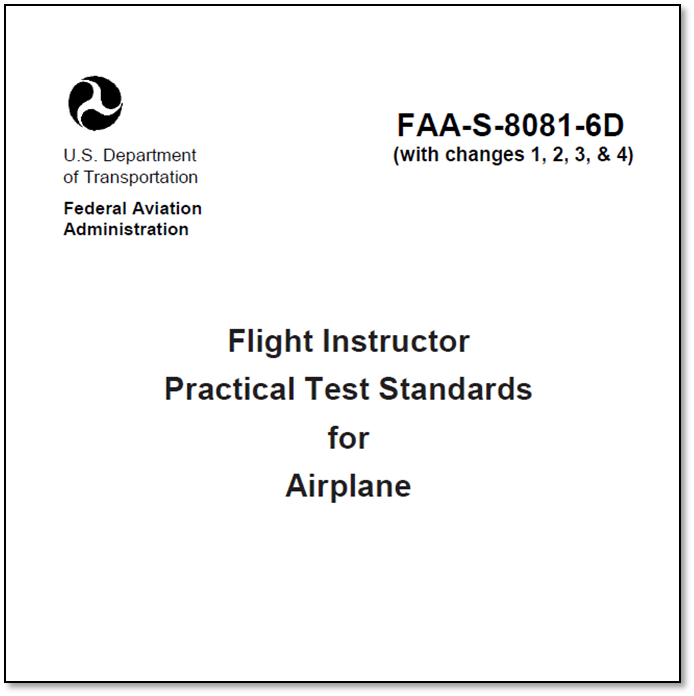 FAA-S-8081-6D
(with changes 1, 2, 3, & 4)
U.S. Department
of Transportation
Federal Aviation
Administration
Flight Instructor
Practical Test Standards
for
Airplane